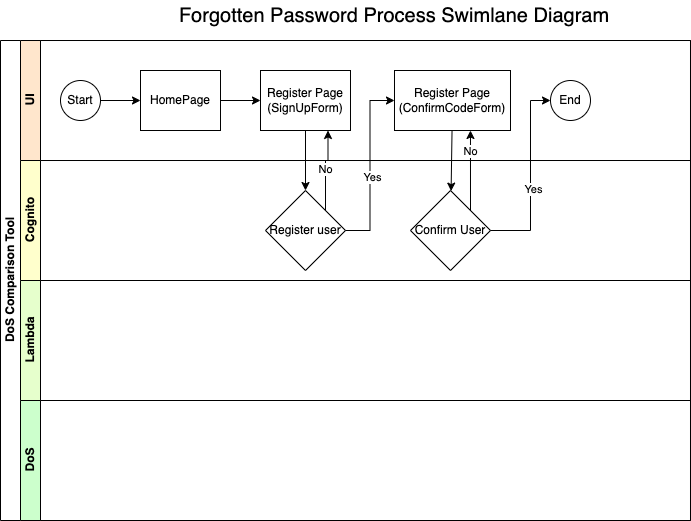 Forgotten Password Process Swimlane Diagram
DoS Comparison Tool
UI
Start
HomePage
Register Page
(SignUpForm)
Register Page
(ConfirmCodeForm)
End
No
Yes
No
Yes
Cognito
Register user
Confirm User
Lambda
DoS